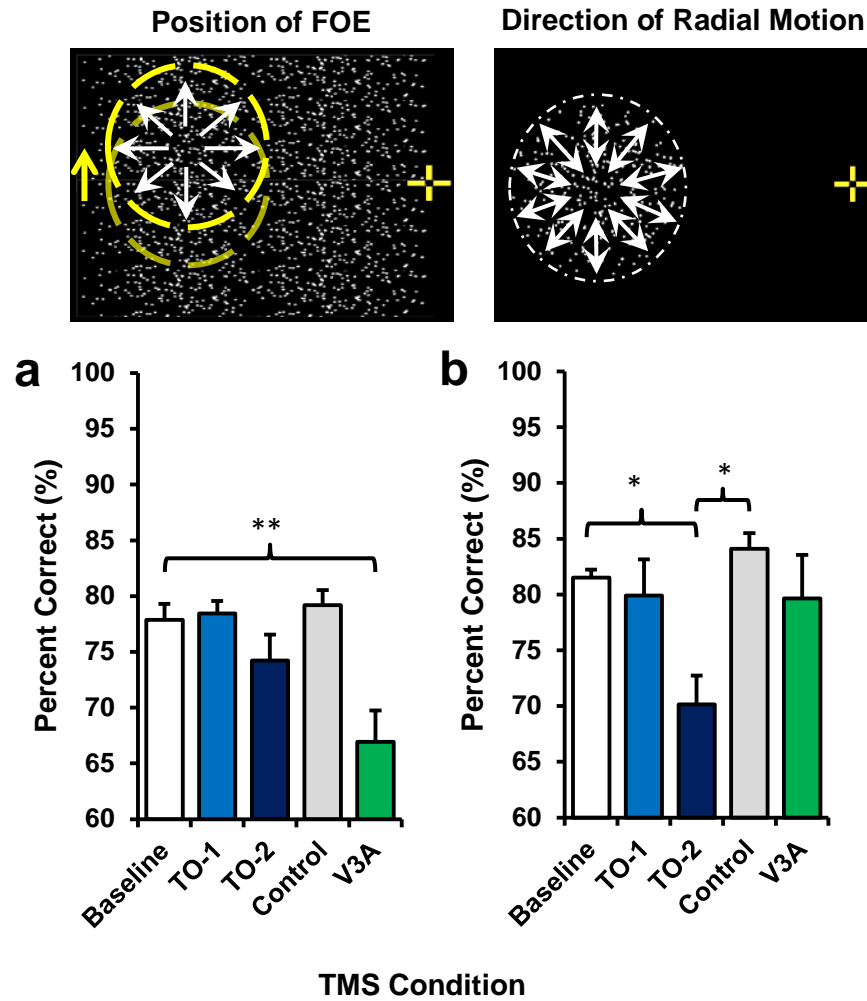 Position of FOE
Direction of Radial Motion
a
Percent Correct (%)
100
95
90
85
80
75
70
65
60
**
Baseline
TO-1
TO-2
Control
V3A
b
Percent Correct (%)
100
95
90
85
80
75
70
65
60
*
*
Baseline
TO-1
TO-2
Control
V3A
TMS Condition